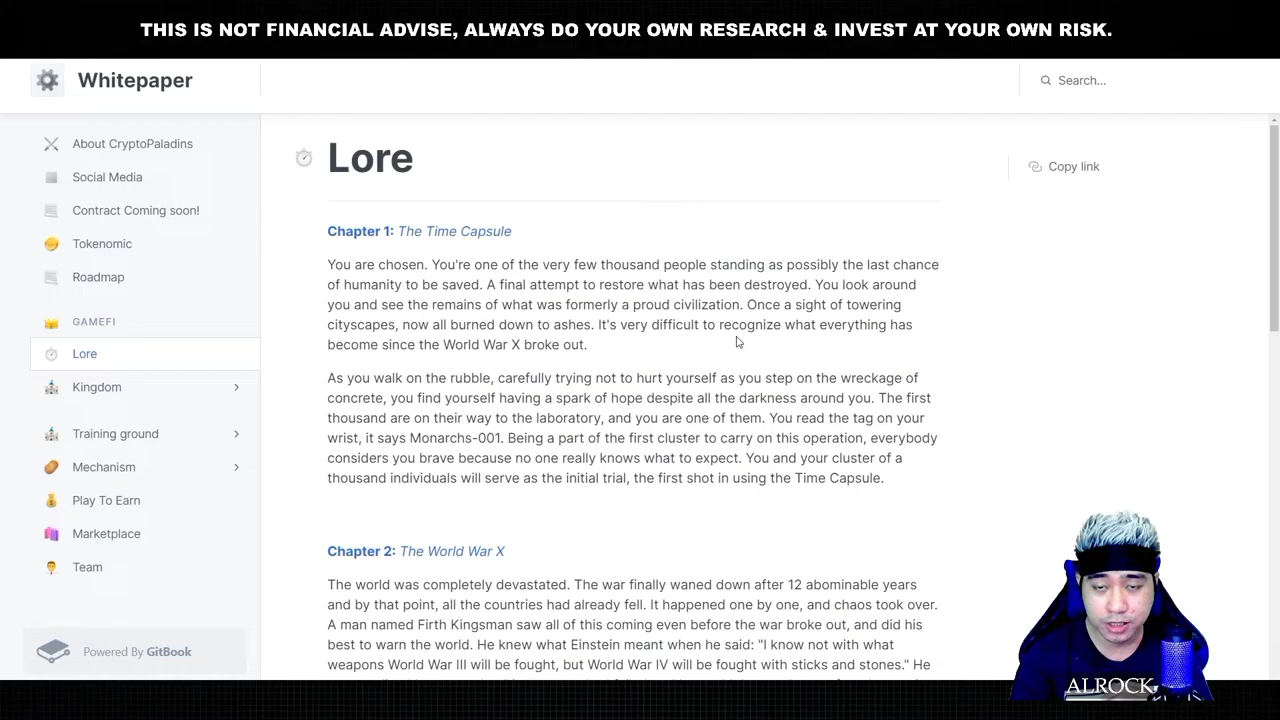 THIS IS NOT FINANCIAL ADVISE, ALWAYS DO YOUR OWN RESEARCH & INVEST AT YOUR OWN RISK.
Whitepaper
Search...
About CryptoPaladins
Social Media
Contract Coming soon!
Tokenomic
Roadmap
GAMEFI
Lore
Kingdom
Training ground
Mechanism
Play To Earn
Marketplace
Team
Powered By GitBook
Lore
Copy link
Chapter 1: The Time Capsule
You are chosen. You're one of the very few thousand people standing as possibly the last chance
of humanity to be saved. A final attempt to restore what has been destroyed. You look around
you and see the remains of what was formerly a proud civilization. Once a sight of towering
cityscapes, now all burned down to ashes. It's very difficult to recognize what everything has
become since the World War X broke out.
As you walk on the rubble, carefully trying not to hurt yourself as you step on the wreckage of
concrete, you find yourself having a spark of hope despite all the darkness around you. The first
thousand are on their way to the laboratory, and you are one of them. You read the tag on your
wrist, it says Monarchs-001. Being a part of the first cluster to carry on this operation, everybody
considers you brave because no one really knows what to expect. You and your cluster of a
thousand individuals will serve as the initial trial, the first shot in using the Time Capsule.
Chapter 2: The World War X
The world was completely devastated. The war finally waned down after 12 abominable years
and by that point, all the countries had already fell. It happened one by one, and chaos took over.
A man named Firth Kingsman saw all of this coming even before the war broke out, and did his
best to warn the world. He knew what Einstein meant when he said: "I know not with what
weapons World War III will be fought, but World War IV will be fought with sticks and stones." He
ALROCK